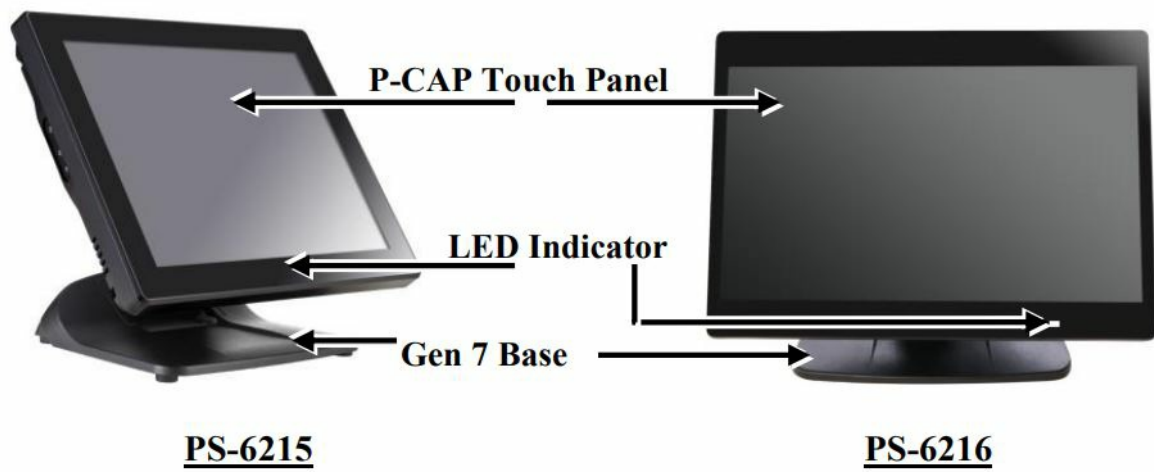 P-CAP Touch Panel
LED Indicator
Gen 7 Base
PS-6215
PS-6216